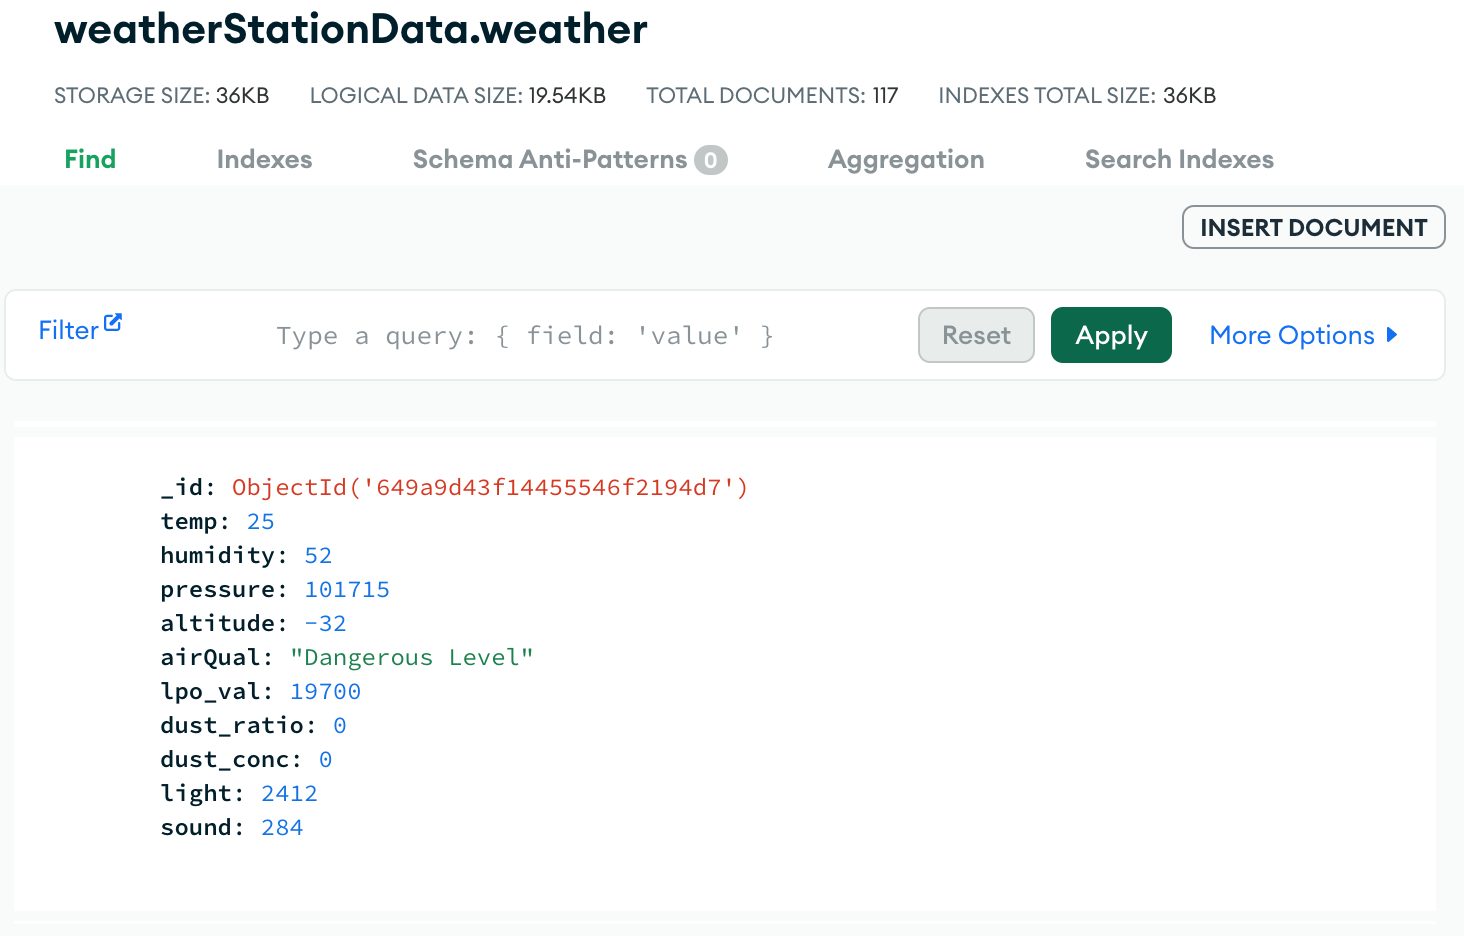 weatherStationData.weather
STORAGE SIZE: 36KB LOGICAL DATA SIZE: 19.54KB TOTAL DOCUMENTS: 117 INDEXES TOTAL SIZE: 36KB
Find Indexes Schema Anti-Patterns 0 Aggregation Search Indexes
INSERT DOCUMENT
Filter Type a query: { field: 'value' } Reset Apply More Options
_id: ObjectId('649a9d43f14455546f2194d7')
temp: 25
humidity: 52
pressure: 101715
altitude: -32
airQual: "Dangerous Level"
lpo_val: 19700
dust_ratio: 0
dust_conc: 0
light: 2412
sound: 284